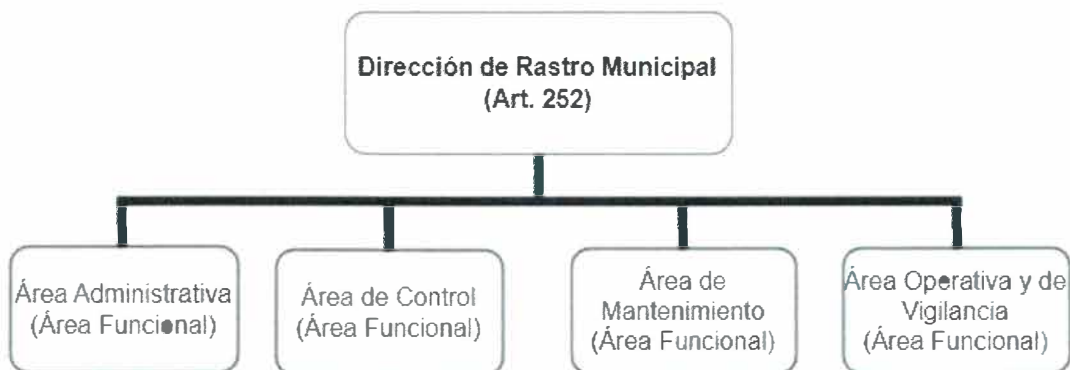 Dirección de Rastro Municipal
(Art. 252)
Área Administrativa
(Área Funcional)
Área de Control
(Área Funcional)
Área de
Mantenimiento
(Área Funcional)
Área Operativa y de
Vigilancia
(Área Funcional)